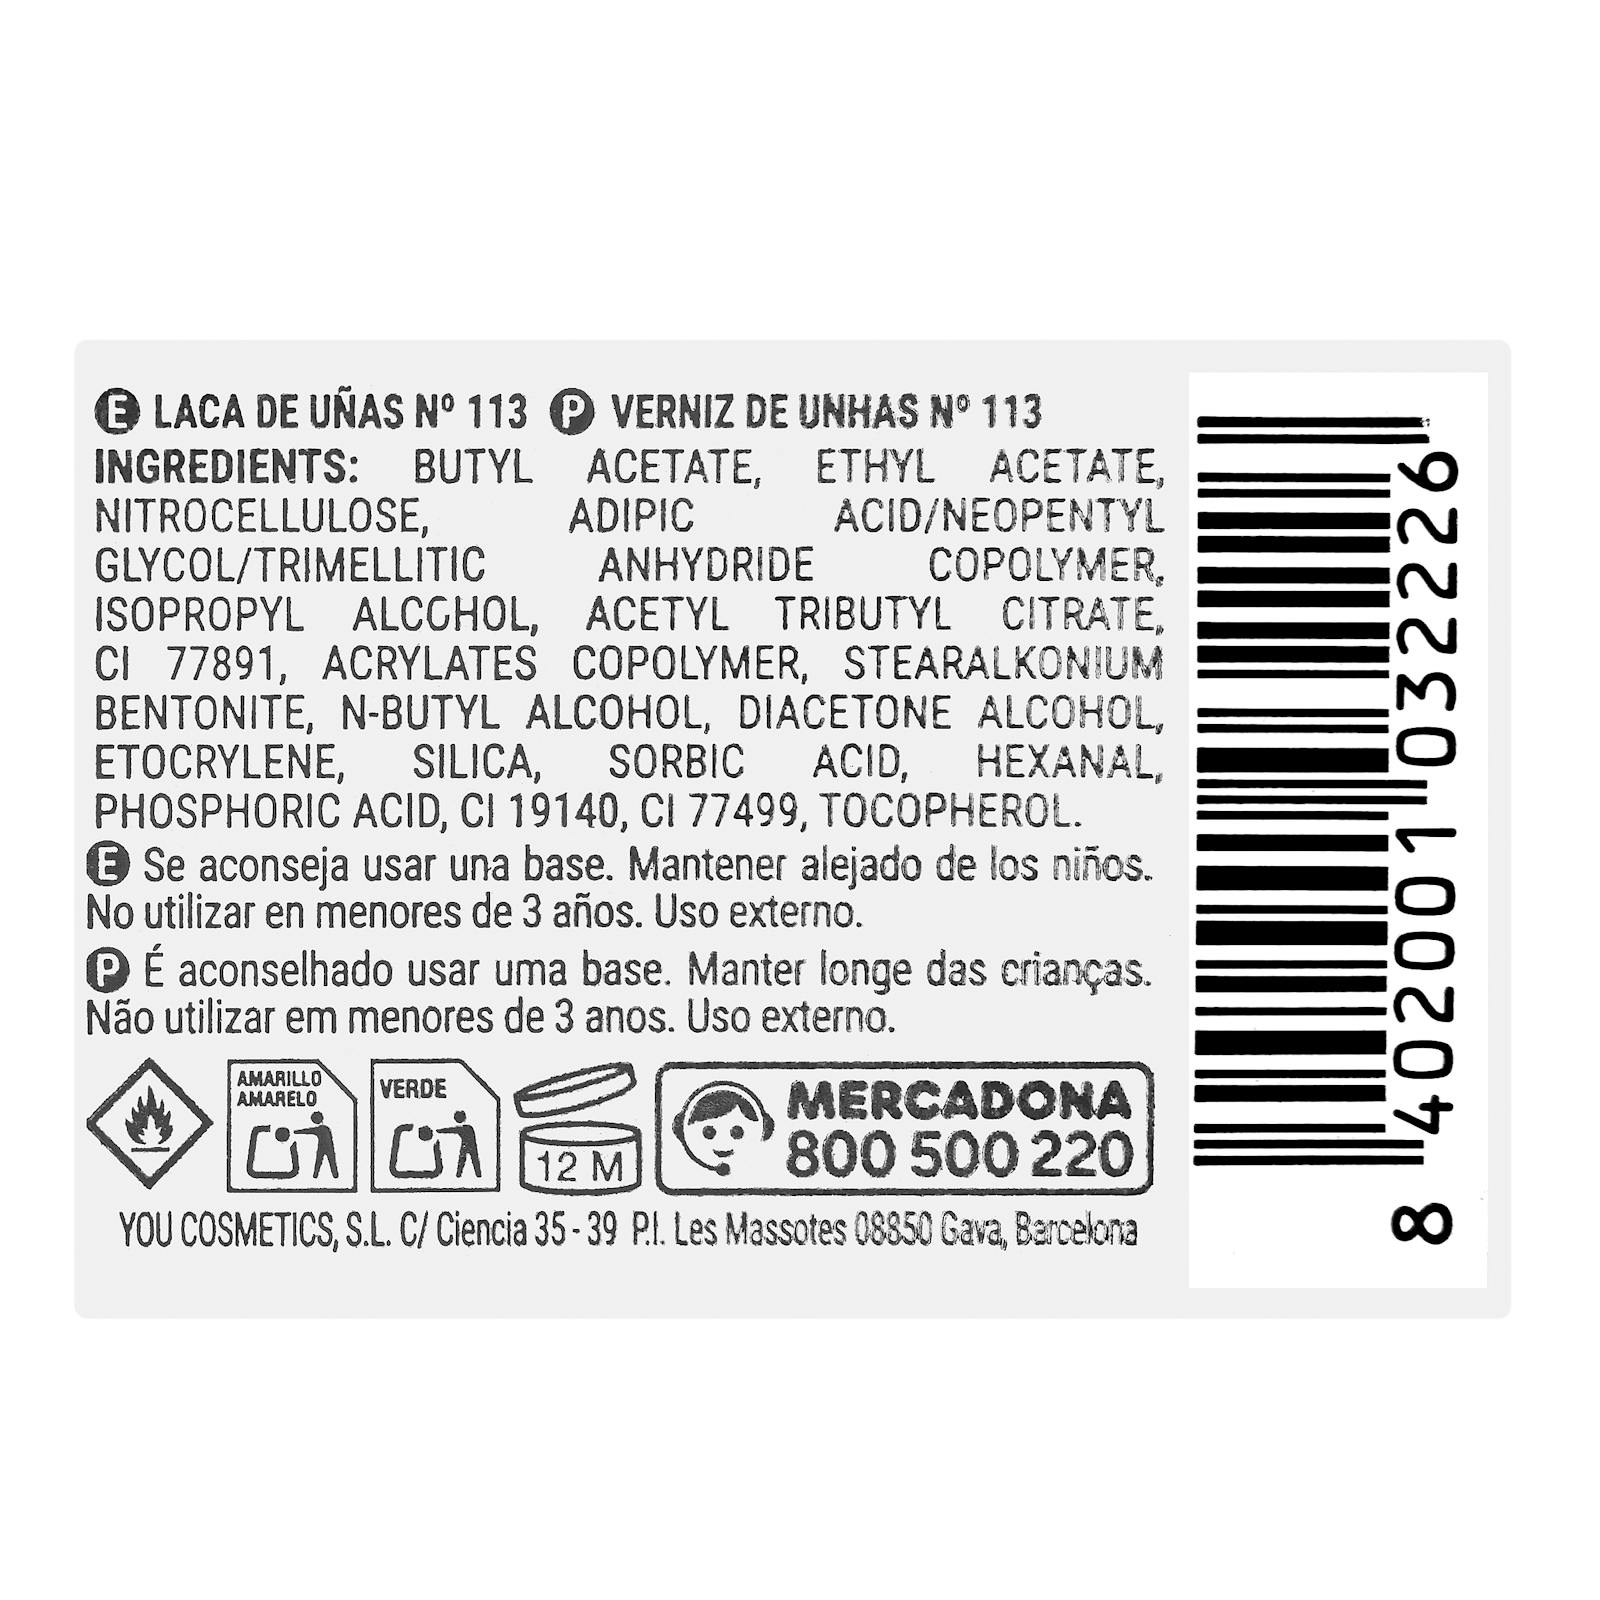 E LACA DE UÑAS Nº 113 P VERNIZ DE UNHAS Nº 113
INGREDIENTS: BUTYL ACETATE, ETHYL ACETATE,
NITROCELLULOSE, ADIPIC ACID/NEOPENTYL
GLYCOL/TRIMELLITIC ANHYDRIDE COPOLYMER,
ISOPROPYL ALCOHOL, ACETYL TRIBUTYL CITRATE,
CI 77891, ACRYLATES COPOLYMER, STEARALKONIUM
BENTONITE, N-BUTYL ALCOHOL, DIACETONE ALCOHOL,
ETOCRYLENE, SILICA, SORBIC ACID, HEXANAL,
PHOSPHORIC ACID, CI 19140, CI 77499, TOCOPHEROL.
E Se aconseja usar una base. Mantener alejado de los niños.
No utilizar en menores de 3 años. Uso externo.
P É aconselhado usar uma base. Manter longe das crianças.
Não utilizar em menores de 3 anos. Uso externo.
AMARILLO
AMARELO
VERDE
12 M
MERCADONA
800 500 220
YOU COSMETICS, S.L. C/ Ciencia 35 - 39 P.I. Les Massotes 08850 Gava, Barcelona
8 402001 032226